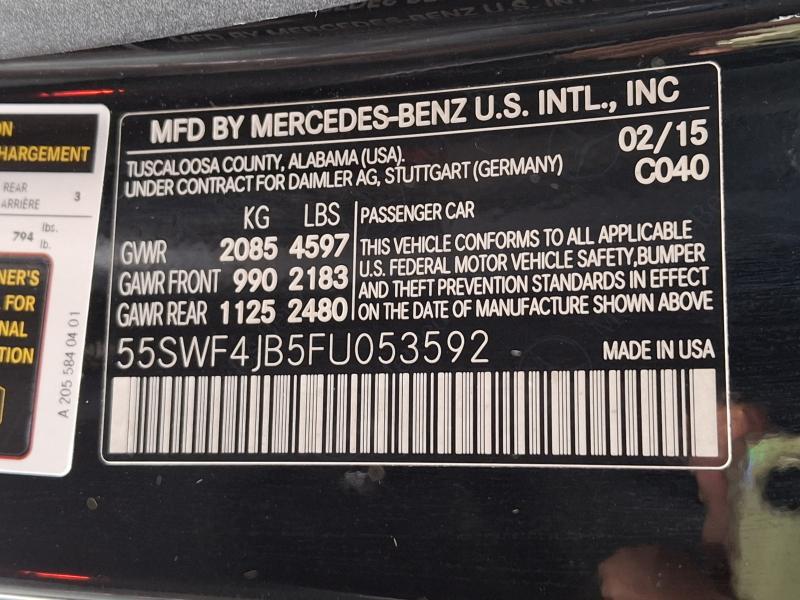 MFD BY MERCEDES-BENZ U.S. INTL., INC
TUSCALOOSA COUNTY, ALABAMA (USA).
UNDER CONTRACT FOR DAIMLER AG, STUTTGART (GERMANY)
02/15
C040
KG LBS
GVWR 2085 4597
GAWR FRONT 990 2183
GAWR REAR 1125 2480
PASSENGER CAR
THIS VEHICLE CONFORMS TO ALL APPLICABLE
U.S. FEDERAL MOTOR VEHICLE SAFETY,BUMPER
AND THEFT PREVENTION STANDARDS IN EFFECT
ON THE DATE OF MANUFACTURE SHOWN ABOVE
55SWF4JB5FU053592
MADE IN USA
ON
HARGEMENT
REAR
ARRIÈRE
3
794 lbs.
lb.
NER'S
FOR
NAL
TION
A 205 584 04 01